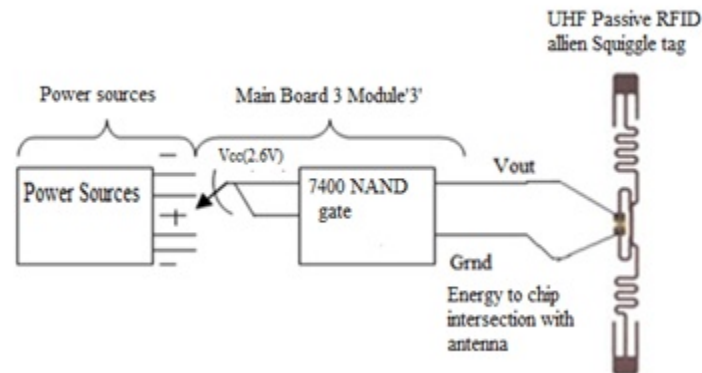 UHF Passive RFID
allien Squiggle tag
Power sources
Main Board 3 Module'3'
Vcc(2.6V)
Power Sources
7400 NAND
gate
Vout
Grnd
Energy to chip
intersection with
antenna